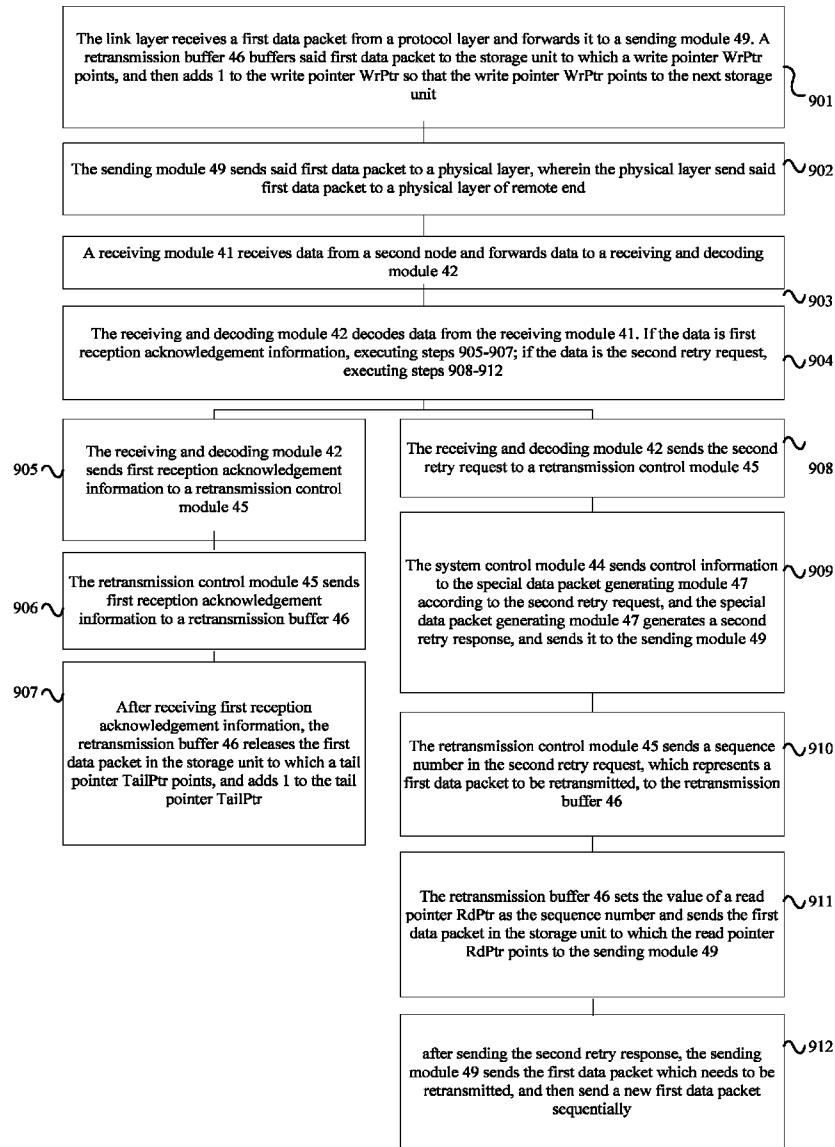 The link layer receives a first data packet from a protocol layer and forwards it to a sending module 49. A
retransmission buffer 46 buffers said first data packet to the storage unit to which a write pointer WrPtr
points, and then adds 1 to the write pointer WrPtr so that the write pointer WrPtr points to the next storage
unit
901
The sending module 49 sends said first data packet to a physical layer, wherein the physical layer send said
first data packet to a physical layer of remote end
902
A receiving module 41 receives data from a second node and forwards data to a receiving and decoding
module 42
903
The receiving and decoding module 42 decodes data from the receiving module 41. If the data is first
reception acknowledgement information, executing steps 905-907; if the data is the second retry request,
executing steps 908-912
904
905
The receiving and decoding module 42
sends first reception acknowledgement
information to a retransmission control
module 45
906
The retransmission control module 45 sends
first reception acknowledgement
information to a retransmission buffer 46
907
After receiving first reception
acknowledgement information, the
retransmission buffer 46 releases the first
data packet in the storage unit to which a tail
pointer TailPtr points, and adds 1 to the tail
pointer TailPtr
The receiving and decoding module 42 sends the second
retry request to a retransmission control module 45
908
The system control module 44 sends control information
to the special data packet generating module 47
according to the second retry request, and the special
data packet generating module 47 generates a second
retry response, and sends it to the sending module 49
909
The retransmission control module 45 sends a sequence
number in the second retry request, which represents a
first data packet to be retransmitted, to the retransmission
buffer 46
910
The retransmission buffer 46 sets the value of a read
pointer RdPtr as the sequence number and sends the first
data packet in the storage unit to which the read pointer
RdPtr points to the sending module 49
911
after sending the second retry response, the sending
module 49 sends the first data packet which needs to be
retransmitted, and then send a new first data packet
sequentially
912